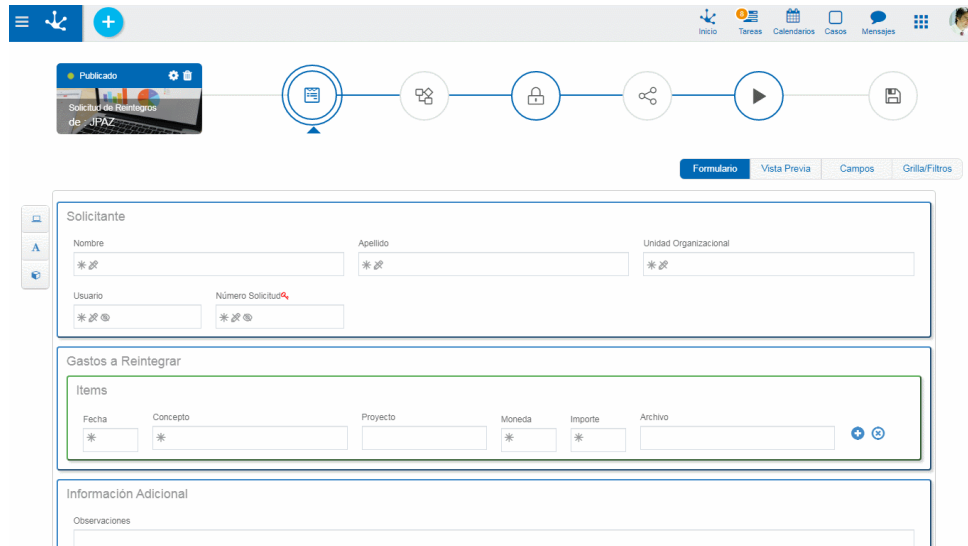 Inicio
Tareas
Calendarios
Casos
Mensajes
Publicado
Solicitud de Reintegros
de : JPAZ
Formulario
Vista Previa
Campos
Grilla/Filtros
A
Solicitante
Nombre
Apellido
Unidad Organizacional
Usuario
Número Solicitud
Gastos a Reintegrar
Items
Fecha
Concepto
Proyecto
Moneda
Importe
Archivo
Información Adicional
Observaciones